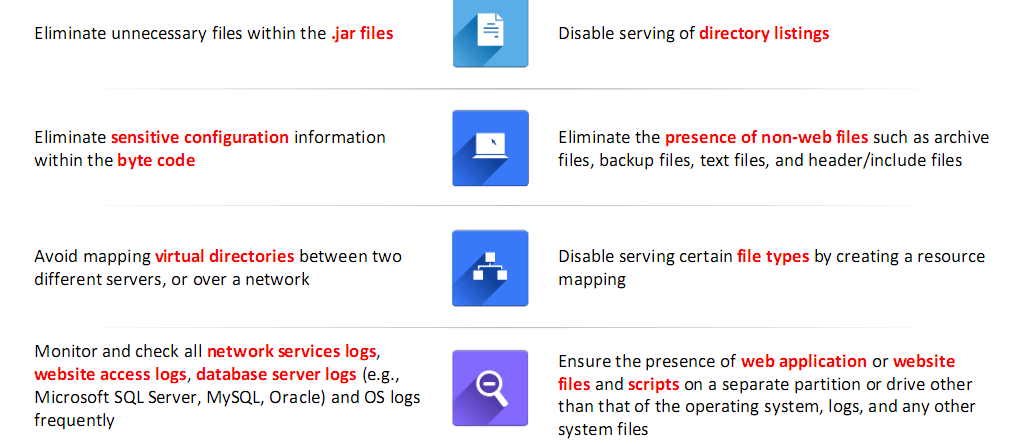 Eliminate unnecessary files within the .jar files
Disable serving of directory listings
Eliminate sensitive configuration information
within the byte code
Eliminate the presence of non-web files such as archive
files, backup files, text files, and header/include files
Avoid mapping virtual directories between two
different servers, or over a network
Disable serving certain file types by creating a resource
mapping
Monitor and check all network services logs,
website access logs, database server logs (e.g.,
Microsoft SQL Server, MySQL, Oracle) and OS logs
frequently
Ensure the presence of web application or website
files and scripts on a separate partition or drive other
than that of the operating system, logs, and any other
system files